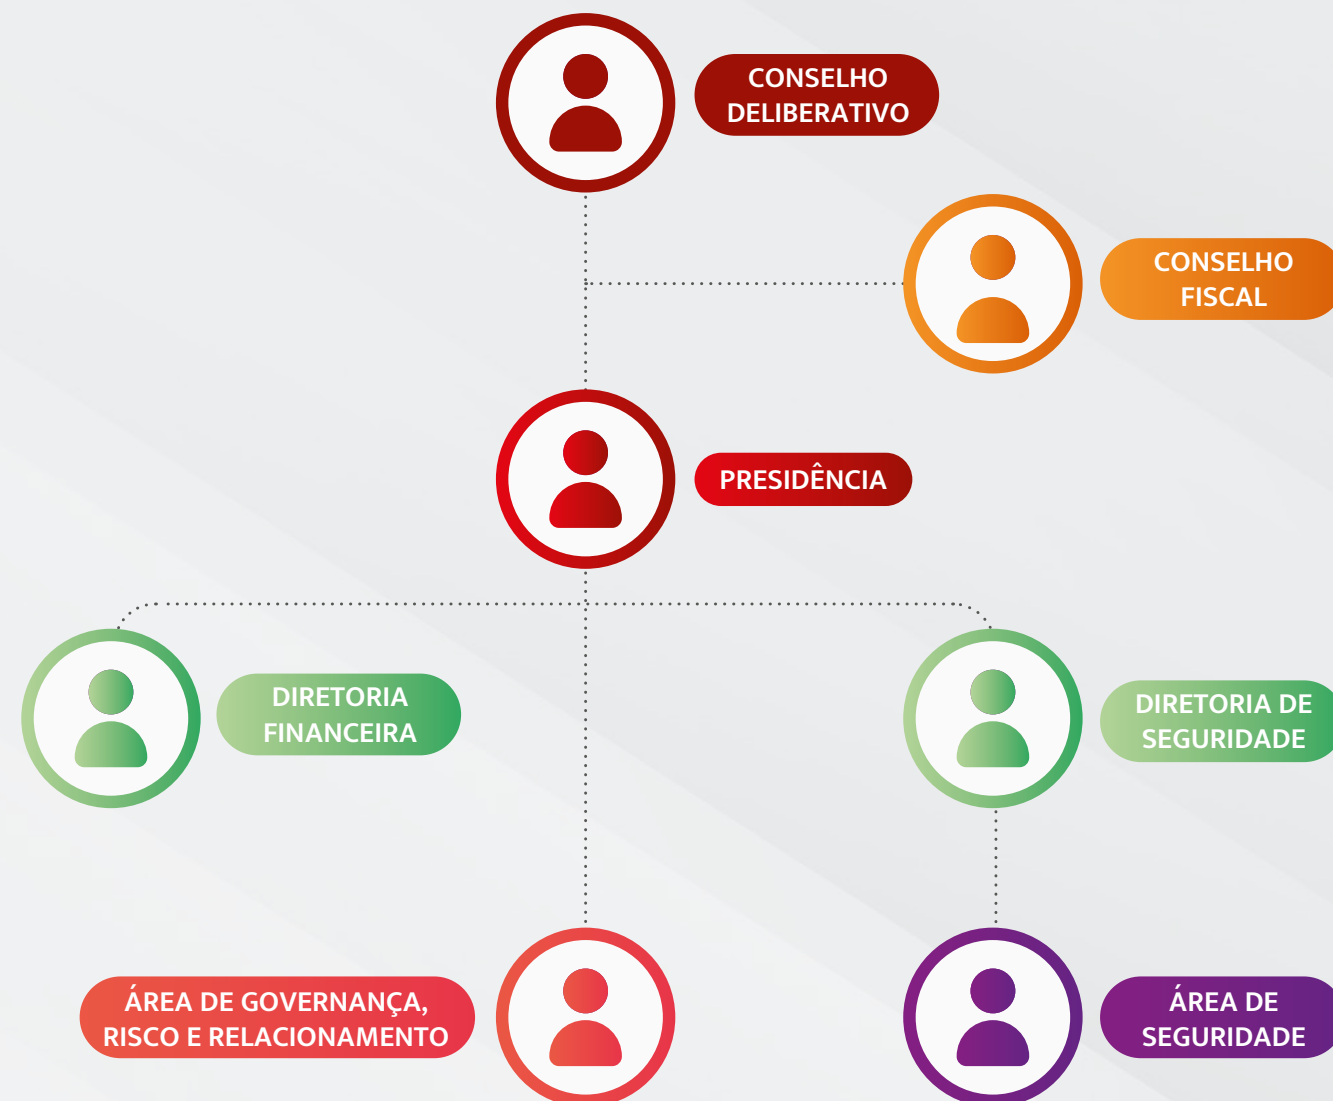 CONSELHO
DELIBERATIVO
CONSELHO
FISCAL
PRESIDÊNCIA
DIRETORIA
FINANCEIRA
DIRETORIA DE
SEGURIDADE
ÁREA DE GOVERNANÇA,
RISCO E RELACIONAMENTO
ÁREA DE
SEGURIDADE